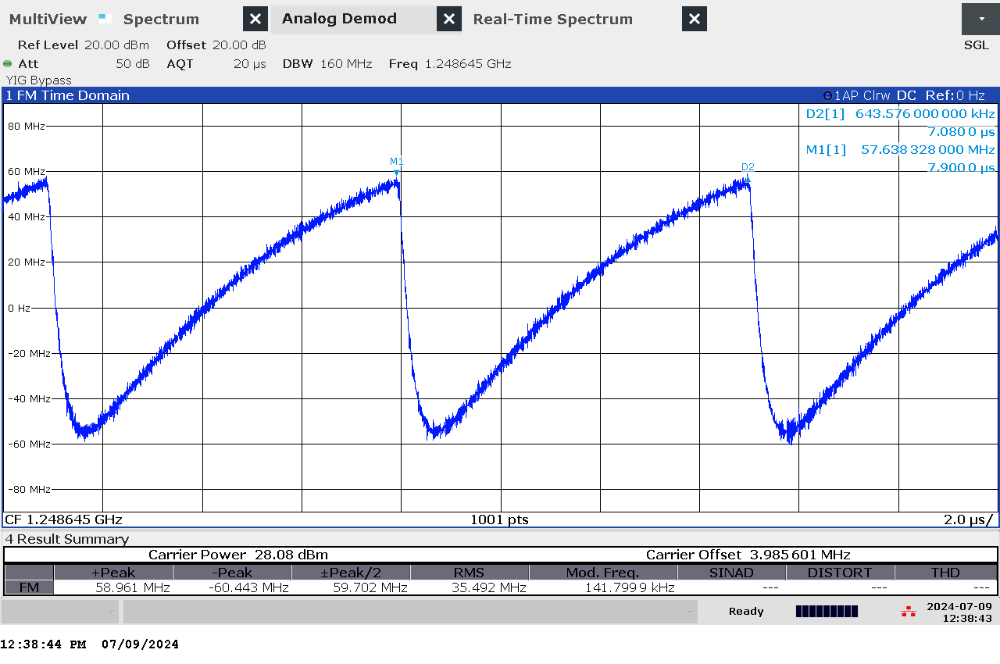 MultiView Spectrum Analog Demod Real-Time Spectrum
Ref Level 20.00 dBm Offset 20.00 dB SGL
Att 50 dB AQT 20 µs DBW 160 MHz Freq 1.248645 GHz
YIG Bypass
1 FM Time Domain 1AP Clrw DC Ref:0 Hz
D2[1] 643.576 000 000 kHz
7.080 0 µs
M1[1] 57.638 328 000 MHz
7.900 0 µs
80 MHz
M1
D2
60 MHz
40 MHz
20 MHz
0 Hz
-20 MHz
-40 MHz
-60 MHz
-80 MHz
CF 1.248645 GHz 1001 pts 2.0 µs/
4 Result Summary
Carrier Power 28.08 dBm Carrier Offset 3.985 601 MHz
+Peak -Peak ±Peak/2 RMS Mod. Freq. SINAD DISTORT THD
FM 58.961 MHz -60.443 MHz 59.702 MHz 35.492 MHz 141.799 9 kHz --- --- ---
Ready 2024-07-09
12:38:43
12:38:44 PM 07/09/2024